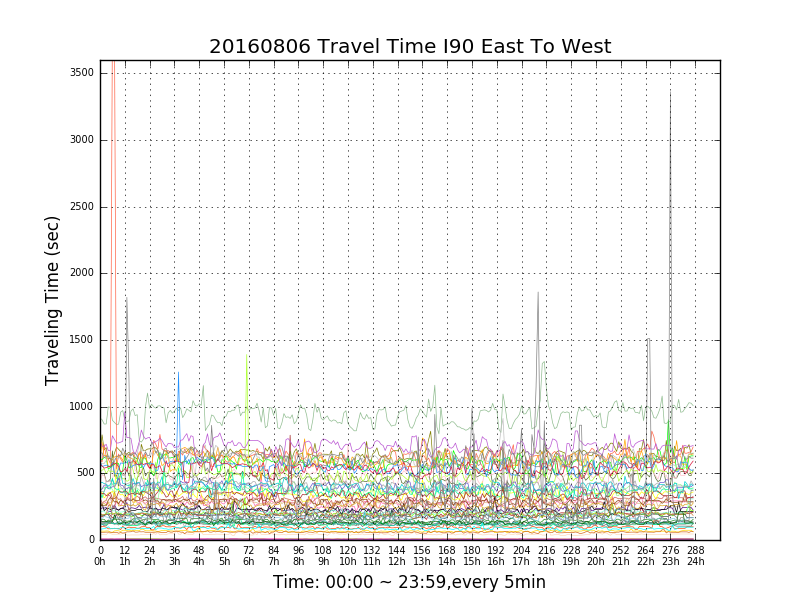 20160806 Travel Time I90 East To West
3500
3000
2500
2000
1500
1000
500
0
Traveling Time (sec)
0 12 24 36 48 60 72 84 96 108 120 132 144 156 168 180 192 204 216 228 240 252 264 276 288
0h 1h 2h 3h 4h 5h 6h 7h 8h 9h 10h 11h 12h 13h 14h 15h 16h 17h 18h 19h 20h 21h 22h 23h 24h
Time: 00:00 ~ 23:59,every 5min